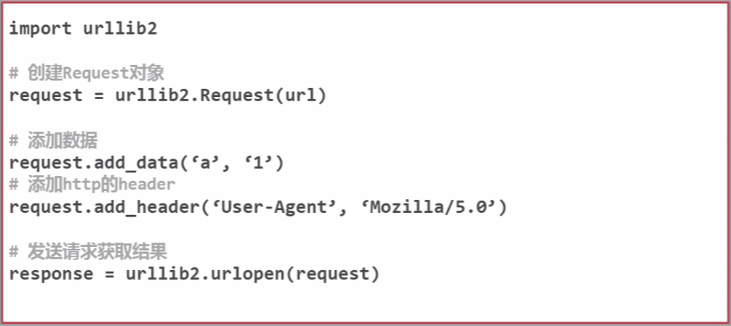 import urllib2
# 创建Request对象
request = urllib2.Request(url)
# 添加数据
request.add_data(‘a’, ‘1’)
# 添加http的header
request.add_header(‘User-Agent’, ‘Mozilla/5.0’)
# 发送请求获取结果
response = urllib2.urlopen(request)